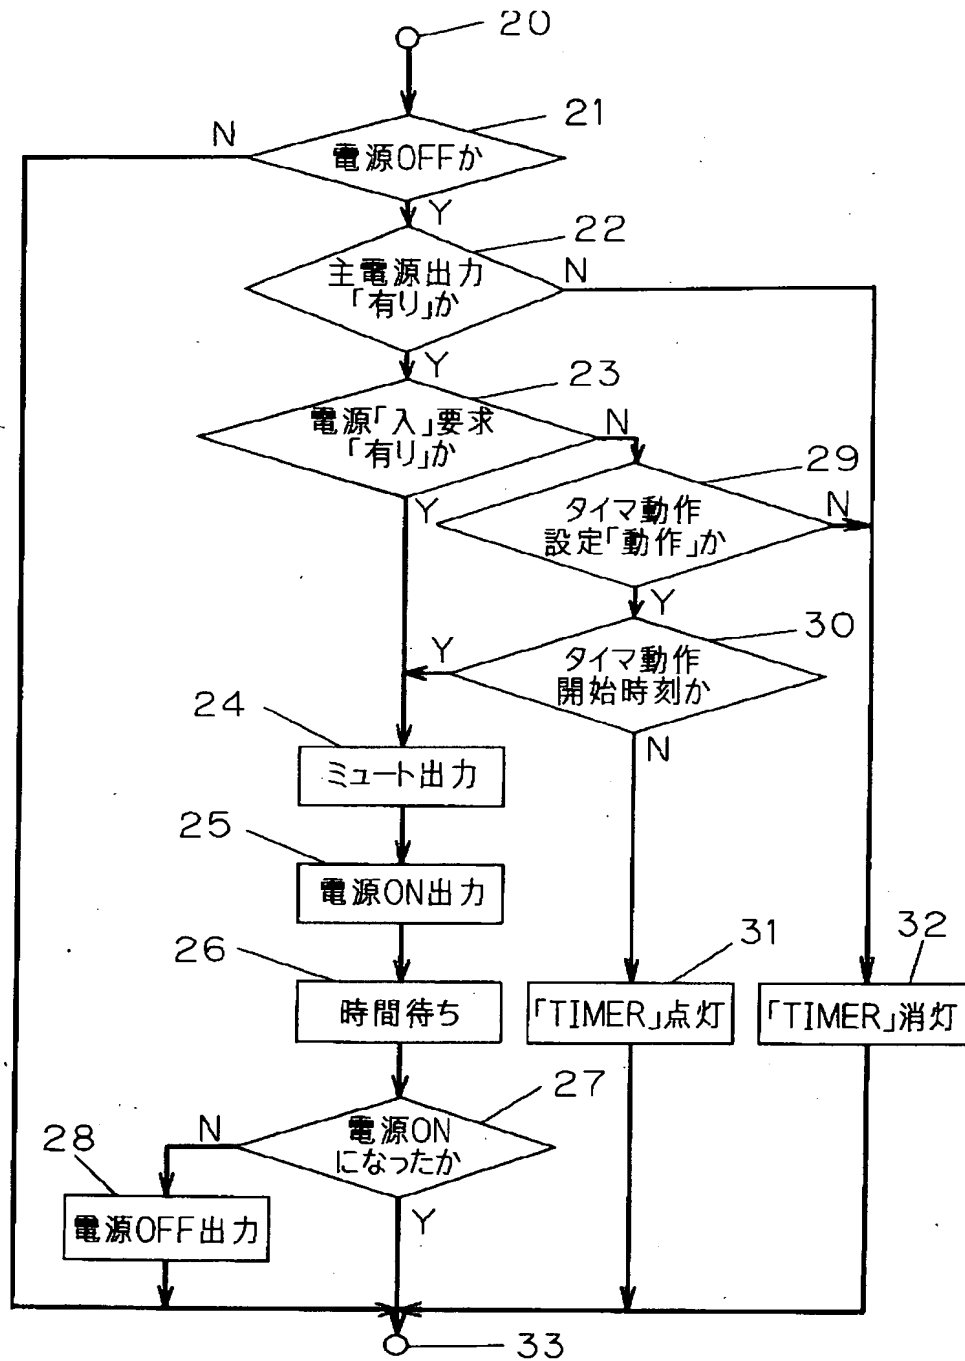 20
21
N
電源OFFか
Y
22
主電源出力
「有り」か
N
Y
23
電源「入」要求
「有り」か
N
Y
29
タイマ動作
設定「動作」か
N
Y
30
タイマ動作
開始時刻か
Y
N
24
ミュート出力
25
電源ON出力
26
時間待ち
31
「TIMER」点灯
32
「TIMER」消灯
27
電源ON
になったか
N
Y
28
電源OFF出力
33